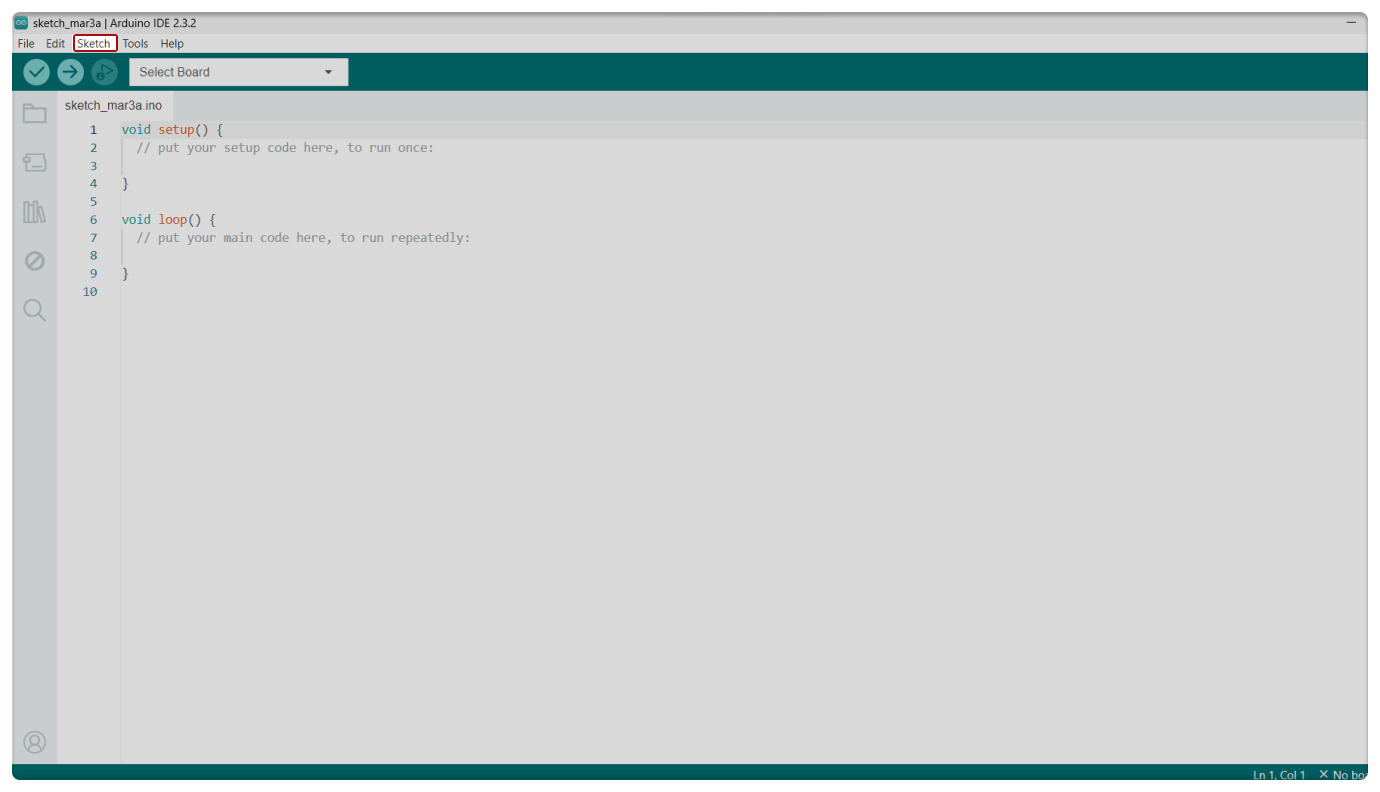 sketch_mar3a | Arduino IDE 2.3.2
File Edit Sketch Tools Help
Select Board
sketch_mar3a.ino
1 void setup() {
2 // put your setup code here, to run once:
3
4 }
5
6 void loop() {
7 // put your main code here, to run repeatedly:
8
9 }
10
Ln 1, Col 1 × No